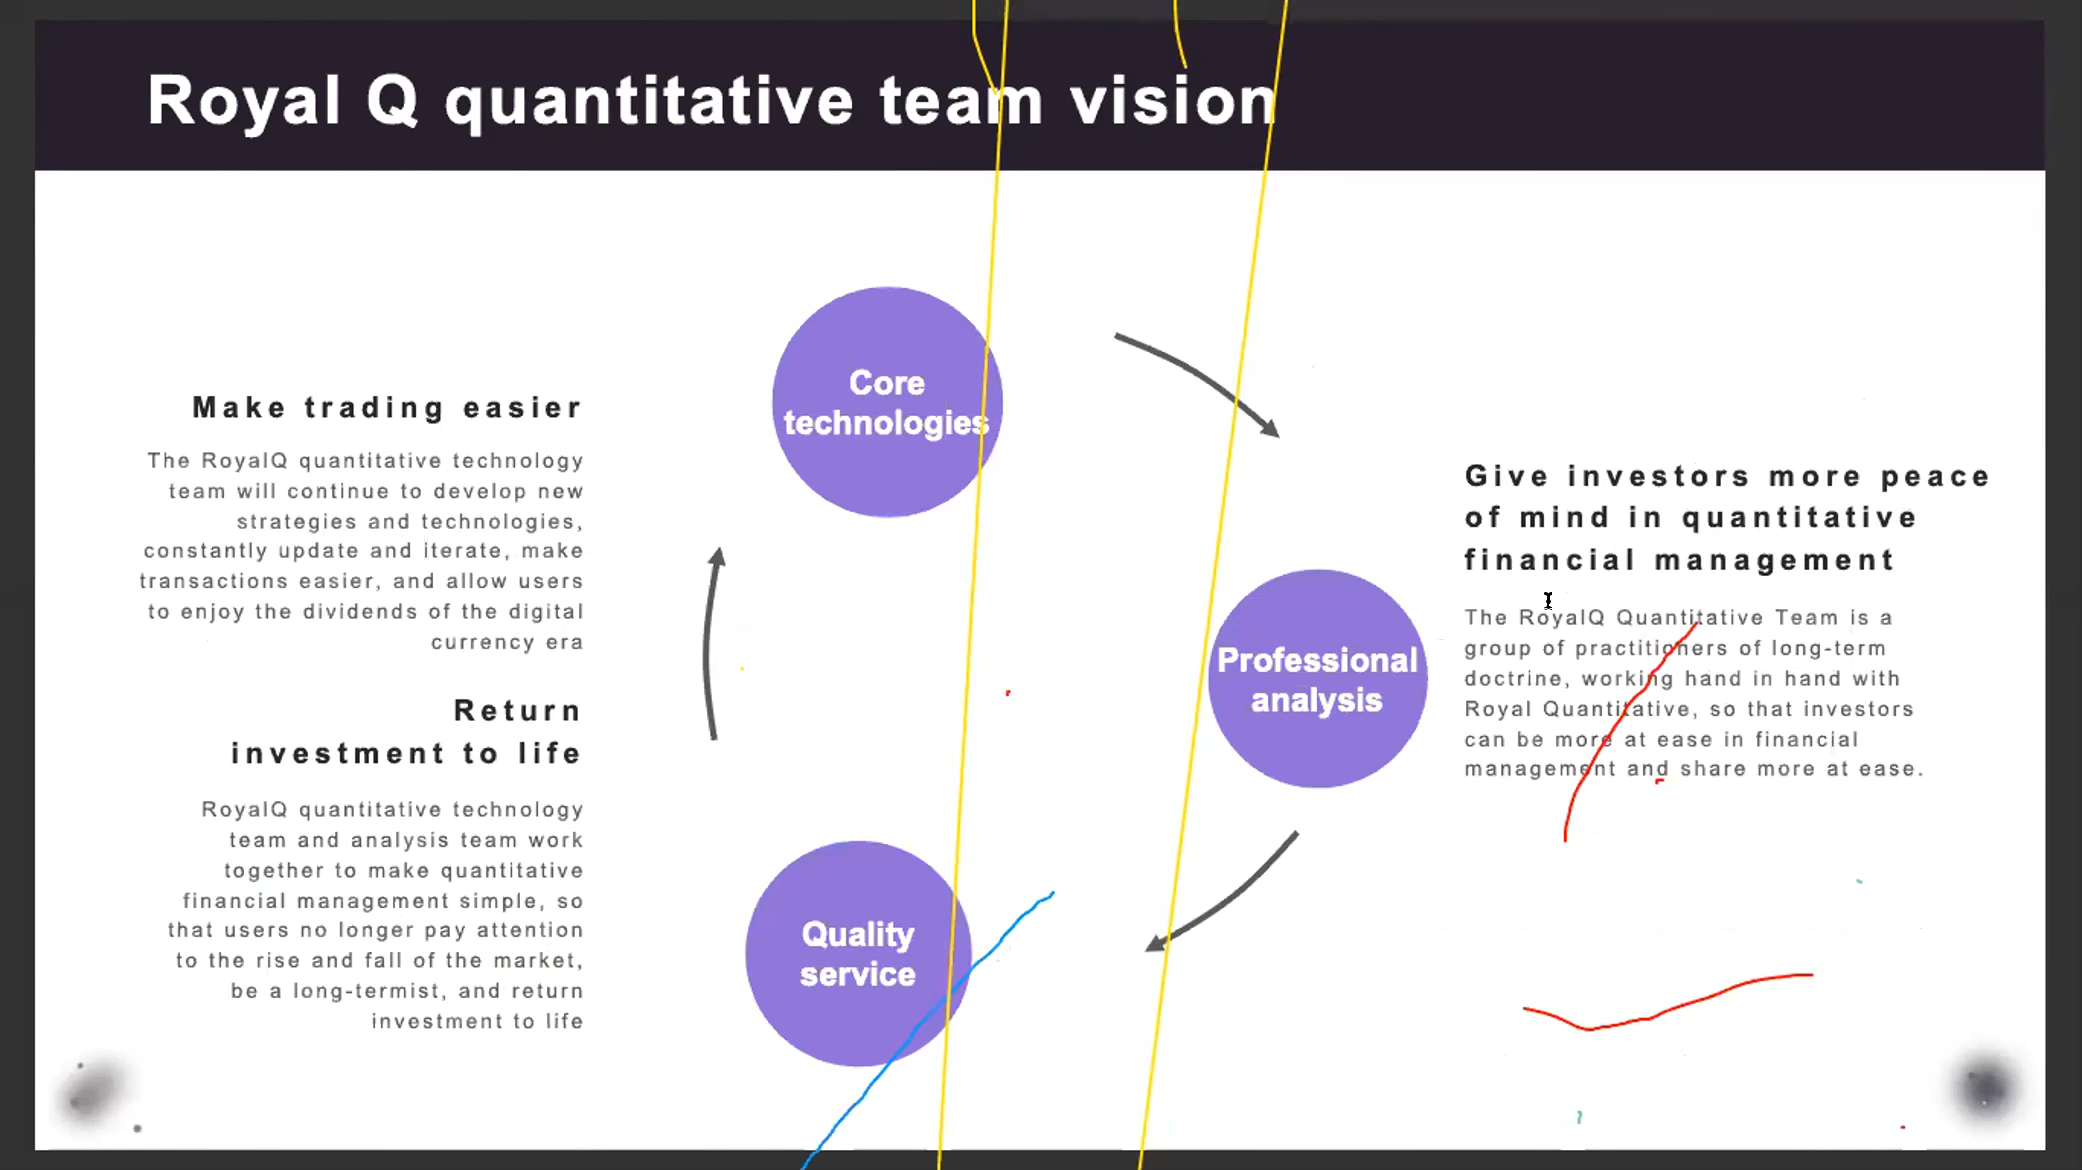 Royal Q quantitative team vision
Make trading easier
The RoyalQ quantitative technology
team will continue to develop new
strategies and technologies,
constantly update and iterate, make
transactions easier, and allow users
to enjoy the dividends of the digital
currency era
Return
investment to life
RoyalQ quantitative technology
team and analysis team work
together to make quantitative
financial management simple, so
that users no longer pay attention
to the rise and fall of the market,
be a long-termist, and return
investment to life
Core
technologies
Professional
analysis
Quality
service
Give investors more peace
of mind in quantitative
financial management
The RoyalQ Quantitative Team is a
group of practitioners of long-term
doctrine, working hand in hand with
Royal Quantitative, so that investors
can be more at ease in financial
management and share more at ease.